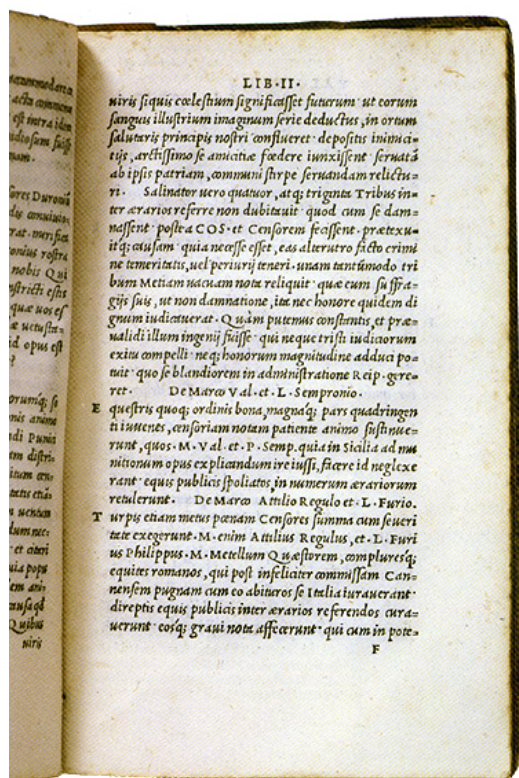 LIB·II·
uiris siquis cœlestium significasset futurum ut eorum
sanguis illustrium imaginum serie deductus, in ortum
salutaris principis nostri conflueret depositis inimici=
tijs, arctissimo se amicitiæ fœdere iunxissent seruatā
ab ipsis patriam, communi stirpe seruandam relictu=
ri. Salinator uero quatuor, atq; triginta Tribus in=
ter ærarios referre non dubitauit quod cum se dam=
nassent postea COS. et Censorem fecissent. prætexu=
itq; causam quia necesse esset, eas alterutro facto crimi
ne temeritatis, uel periurij teneri. unam tantūmodo tri
bum Metiam uacuam nota reliquit quæ eum suffra=
gijs suis, ut non damnatione, ita nec honore quidem di
gnum iudicauerat. Quàm putemus constantis, et præ=
ualidi illum ingenij fuisse qui neque tristi iudiciorum
exitu compelli neq; honorum magnitudine adduci po=
tuit quo se blandiorem in administratione Reip. gere=
ret. De Marco Val. et L. Sempronio.
E questris quoq; ordinis bona, magnaq; pars quadringen
ti iuuenes, censoriam notam patiente animo sustinue=
runt, quos M. Val. et P. Semp. quia in Sicilia ad mu
nitionum opus explicandum ire iussi, facere id neglexe
rant equis publicis spoliatos, in numerum ærariorum
retulerunt. De Marco Attilio Regulo et L. Furio.
T urpis etiam metus pœnam Censores summa cum seueri
tate exegerunt. M. enim Attilius Regulus, et L. Furi
us Philippus. M. Metellum Quæstorem, compluresq;
equites romanos, qui post infeliciter commissam Can=
nensem pugnam cum eo abituros se Italia iurauerant
direptis equis publicis inter ærarios referendos cura=
uerunt eosq; graui nota affecerunt qui cum in pote=
F